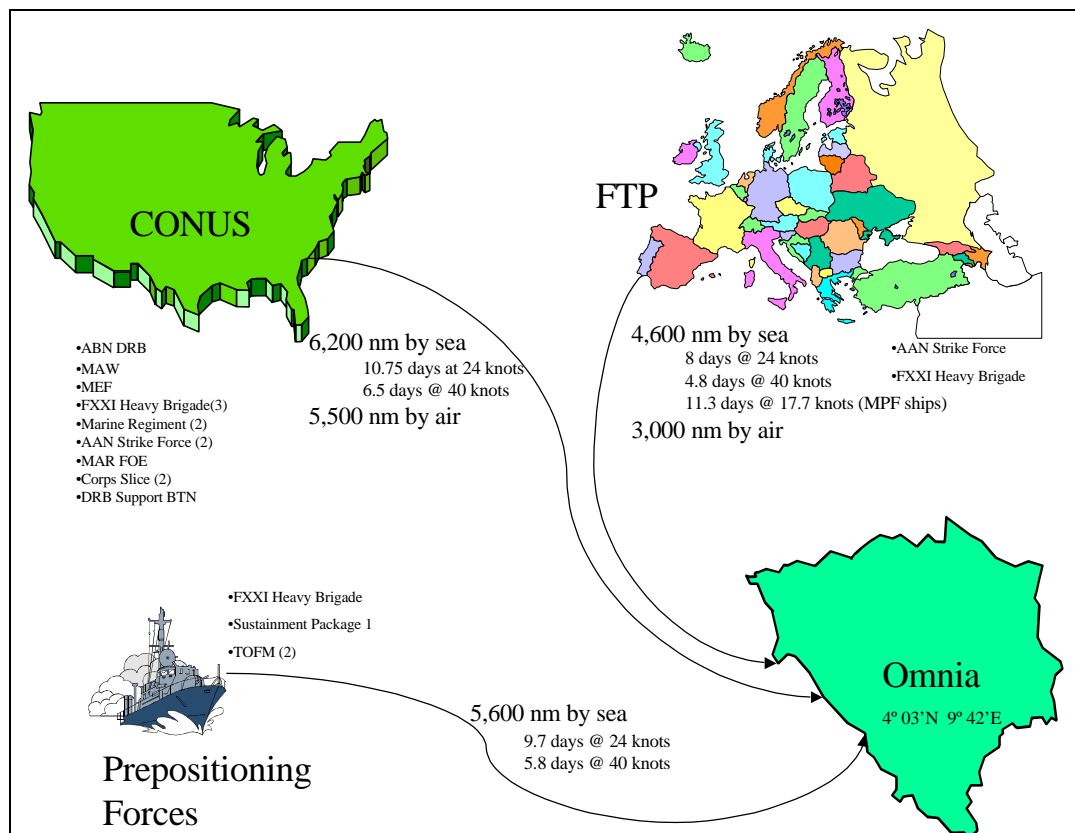 CONUS
•ABN DRB
•MAW
•MEF
•FXXI Heavy Brigade(3)
•Marine Regiment (2)
•AAN Strike Force (2)
•MAR FOE
•Corps Slice (2)
•DRB Support BTN
6,200 nm by sea
10.75 days at 24 knots
6.5 days @ 40 knots
5,500 nm by air
FTP
4,600 nm by sea
8 days @ 24 knots
4.8 days @ 40 knots
11.3 days @ 17.7 knots (MPF ships)
3,000 nm by air
•AAN Strike Force
•FXXI Heavy Brigade
•FXXI Heavy Brigade
•Sustainment Package 1
•TOFM (2)
Prepositioning
Forces
5,600 nm by sea
9.7 days @ 24 knots
5.8 days @ 40 knots
Omnia
4º 03’N 9º 42’E